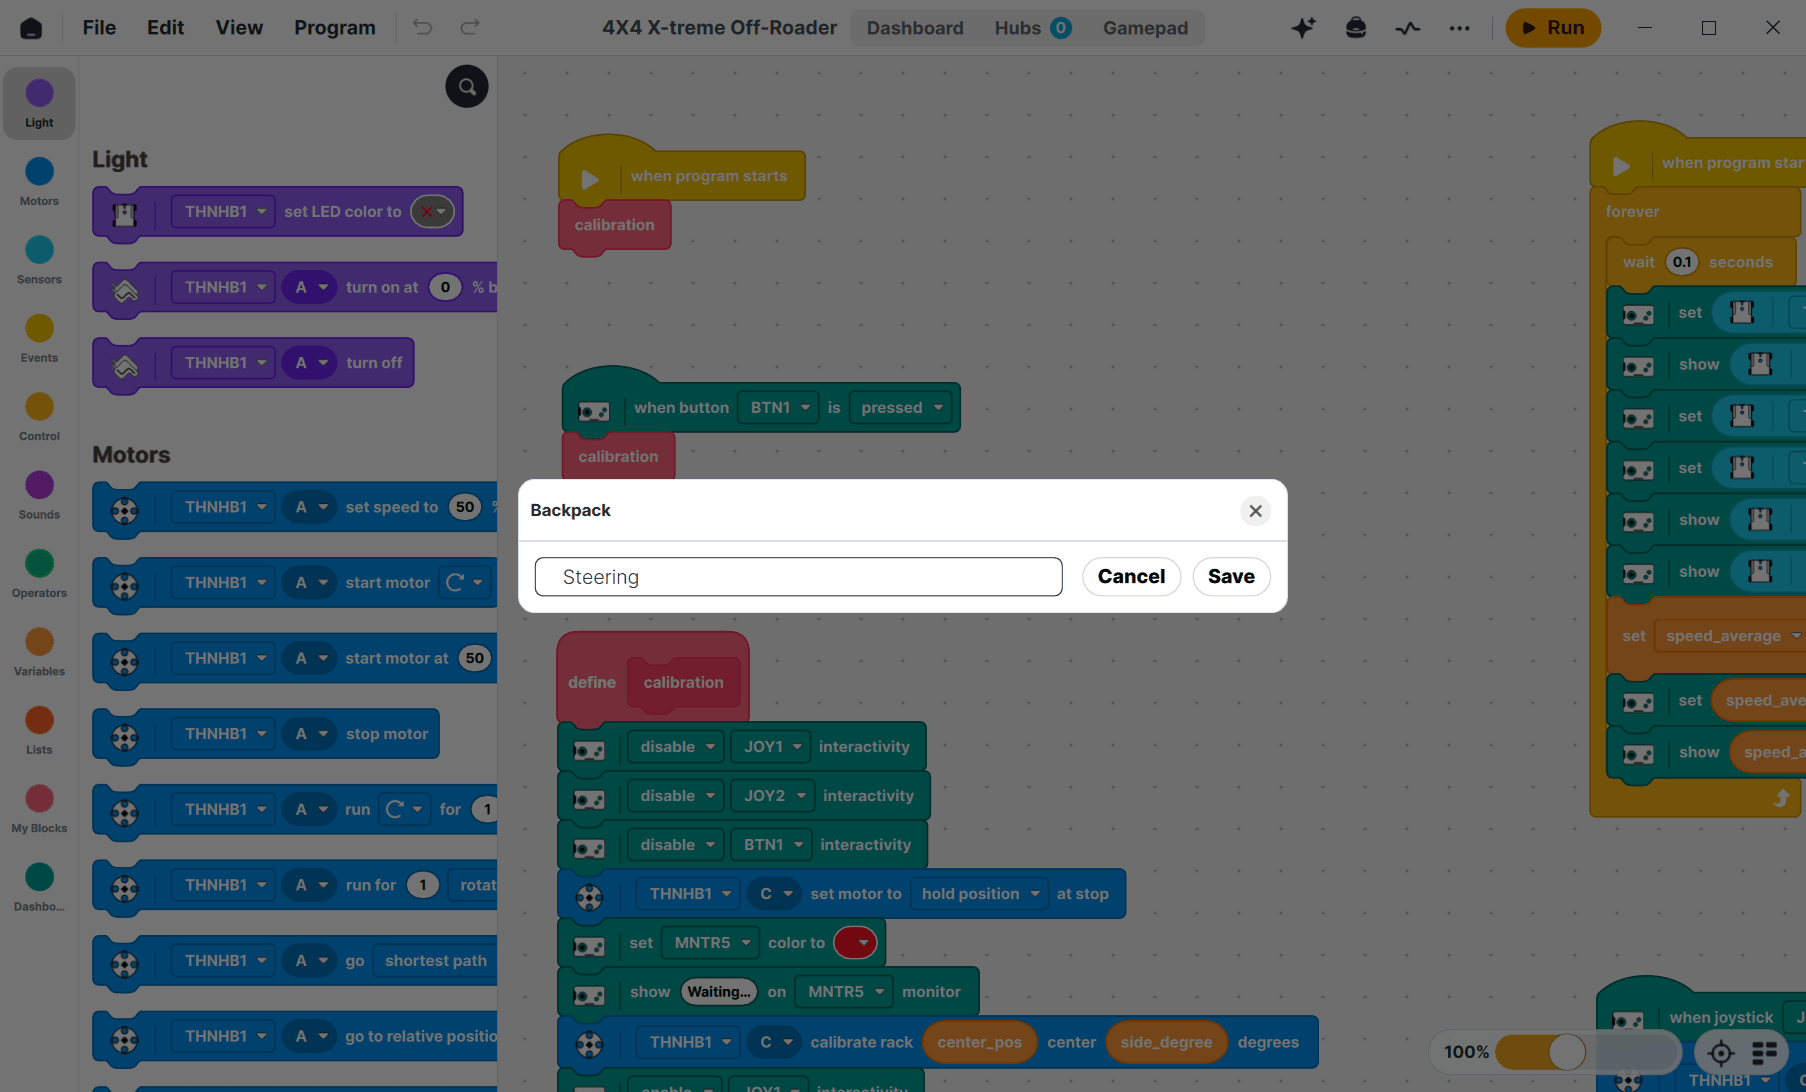 File Edit View Program 4X4 X-treme Off-Roader Dashboard Hubs 0 Gamepad Run
Light
Motors
Sensors
Events
Control
Sounds
Operators
Variables
Lists
My Blocks
Dashbo...
Light
THNHB1 set LED color to
THNHB1 A turn on at 0 % b
THNHB1 A turn off
Motors
THNHB1 A set speed to 50 %
THNHB1 A start motor
THNHB1 A start motor at 50
THNHB1 A stop motor
THNHB1 A run for 1
THNHB1 A run for 1 rotat
THNHB1 A go shortest path
THNHB1 A go to relative positio
when program starts
calibration
when button BTN1 is pressed
calibration
Backpack
Steering Cancel Save
define calibration
disable JOY1 interactivity
disable JOY2 interactivity
disable BTN1 interactivity
THNHB1 C set motor to hold position at stop
set MNTR5 color to
show Waiting... on MNTR5 monitor
THNHB1 C calibrate rack center_pos center side_degree degrees
enable JOY1 interactivity
when program star
forever
wait 0.1 seconds
set
show
set
set
show
show
set speed_average
set speed_ave
show speed_a
when joystick J
THNHB1
100%